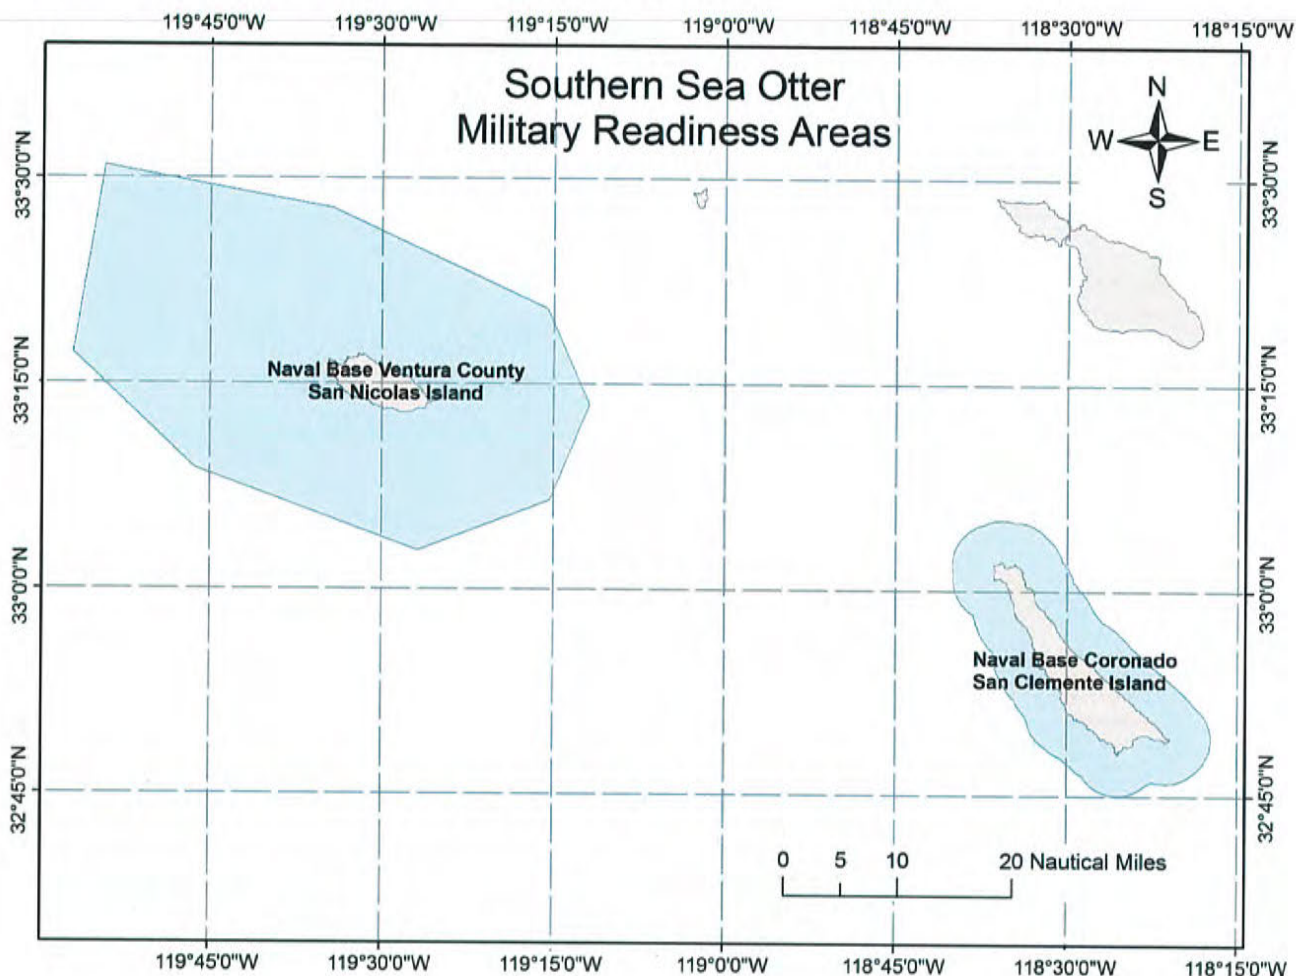 119°45'0"W 119°30'0"W 119°15'0"W 119°0'0"W 118°45'0"W 118°30'0"W 118°15'0"W
Southern Sea Otter
Military Readiness Areas
N
W E
S
33°30'0"N 33°30'0"N
Naval Base Ventura County
San Nicolas Island
33°15'0"N 33°15'0"N
33°0'0"N 33°0'0"N
Naval Base Coronado
San Clemente Island
32°45'0"N 32°45'0"N
0 5 10 20 Nautical Miles
119°45'0"W 119°30'0"W 119°15'0"W 119°0'0"W 118°45'0"W 118°30'0"W 118°15'0"W